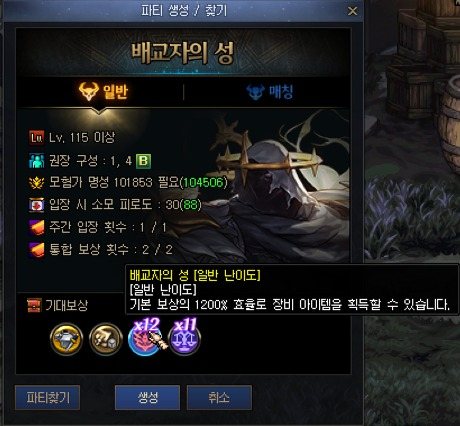 파티 생성 / 찾기
배교자의 성
일반
매칭
Lv. 115 이상
권장 구성 : 1, 4 B
모험가 명성 101853 필요(104506)
입장 시 소모 피로도 : 30(88)
주간 입장 횟수 : 1 / 1
통합 보상 횟수 : 2 / 2
배교자의 성 [일반 난이도]
[일반 난이도]
기본 보상의 1200% 효율로 장비 아이템을 획득할 수 있습니다.
기대보상
x12
x11
파티찾기
생성
취소